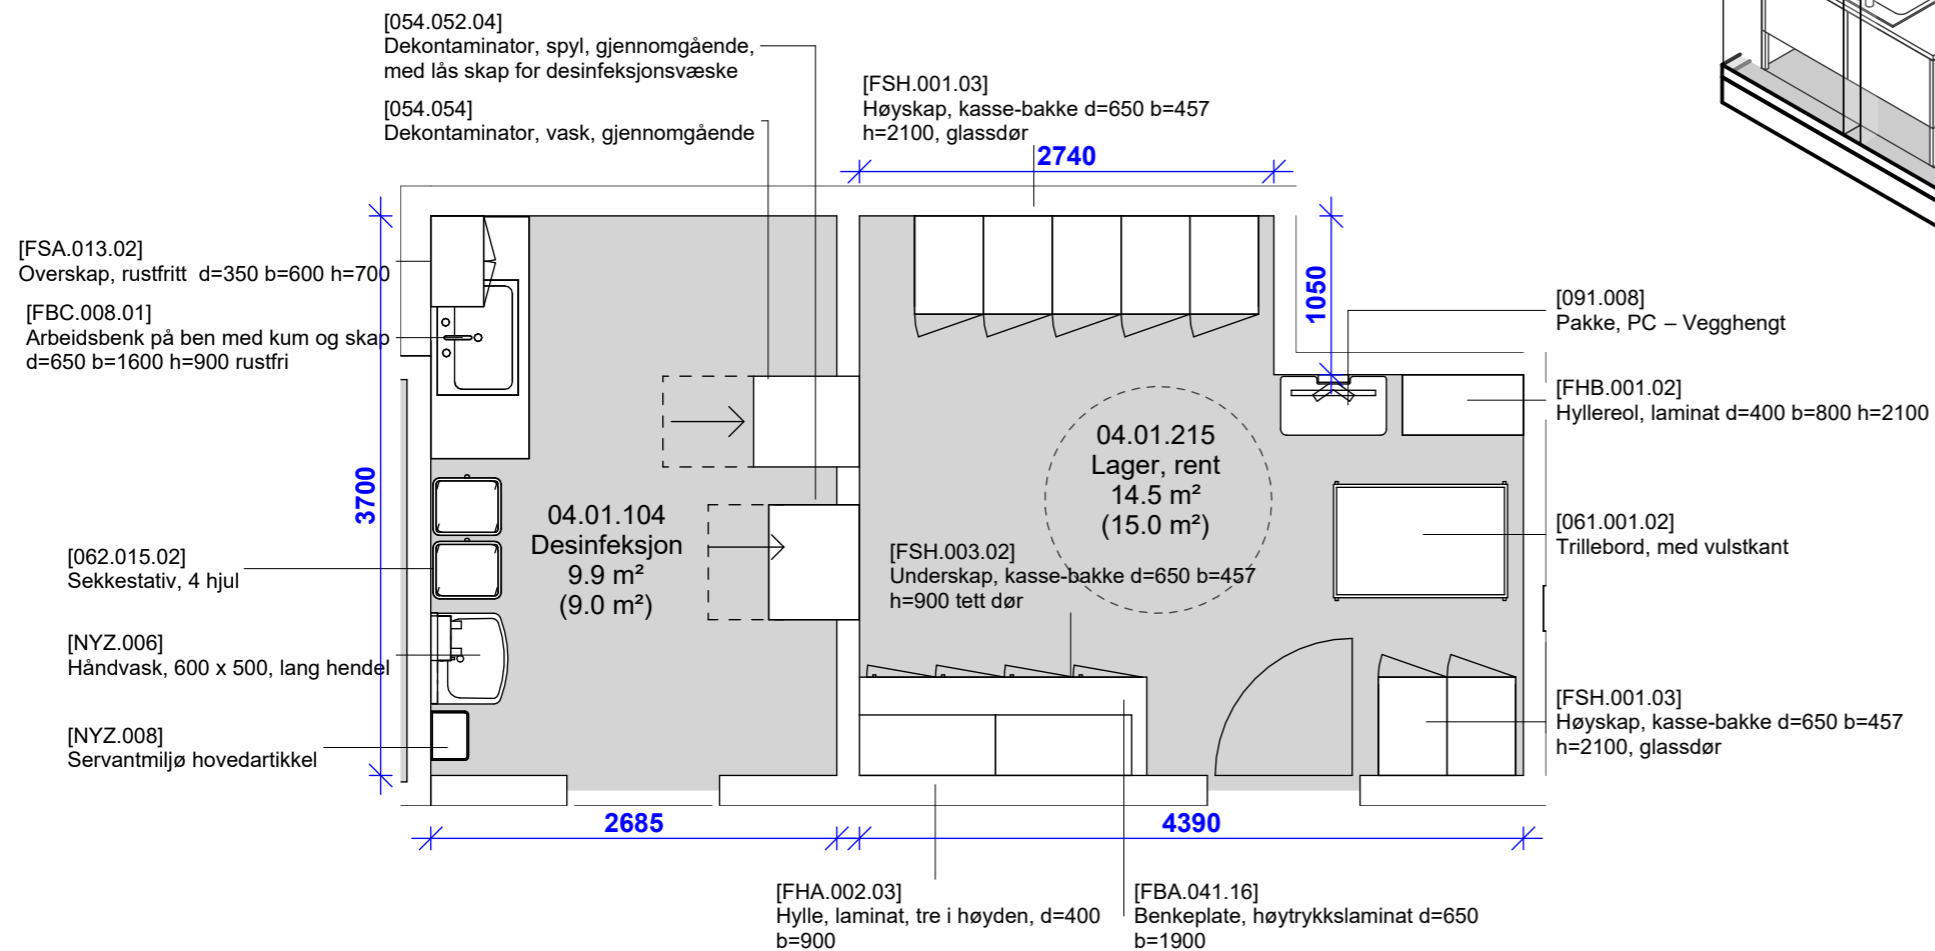 [054.052.04]
Dekontaminator, spyl, gjennomgående,
med lås skap for desinfeksjonsvæske
[054.054]
Dekontaminator, vask, gjennomgående
[FSH.001.03]
Høyskap, kasse-bakke d=650 b=457
h=2100, glassdør
2740
[FSA.013.02]
Overskap, rustfritt  d=350 b=600 h=700
[FBC.008.01]
Arbeidsbenk på ben med kum og skap
d=650 b=1600 h=900 rustfri
3700
1050
[091.008]
Pakke, PC – Vegghengt
[FHB.001.02]
Hyllereol, laminat d=400 b=800 h=2100
04.01.215
Lager, rent
14.5 m²
(15.0 m²)
04.01.104
Desinfeksjon
9.9 m²
(9.0 m²)
[061.001.02]
Trillebord, med vulstkant
[FSH.003.02]
Underskap, kasse-bakke d=650 b=457
h=900 tett dør
[062.015.02]
Sekkestativ, 4 hjul
[NYZ.006]
Håndvask, 600 x 500, lang hendel
[NYZ.008]
Servantmiljø hovedartikkel
[FSH.001.03]
Høyskap, kasse-bakke d=650 b=457
h=2100, glassdør
2685
4390
[FHA.002.03]
Hylle, laminat, tre i høyden, d=400
b=900
[FBA.041.16]
Benkeplate, høytrykkslaminat d=650
b=1900